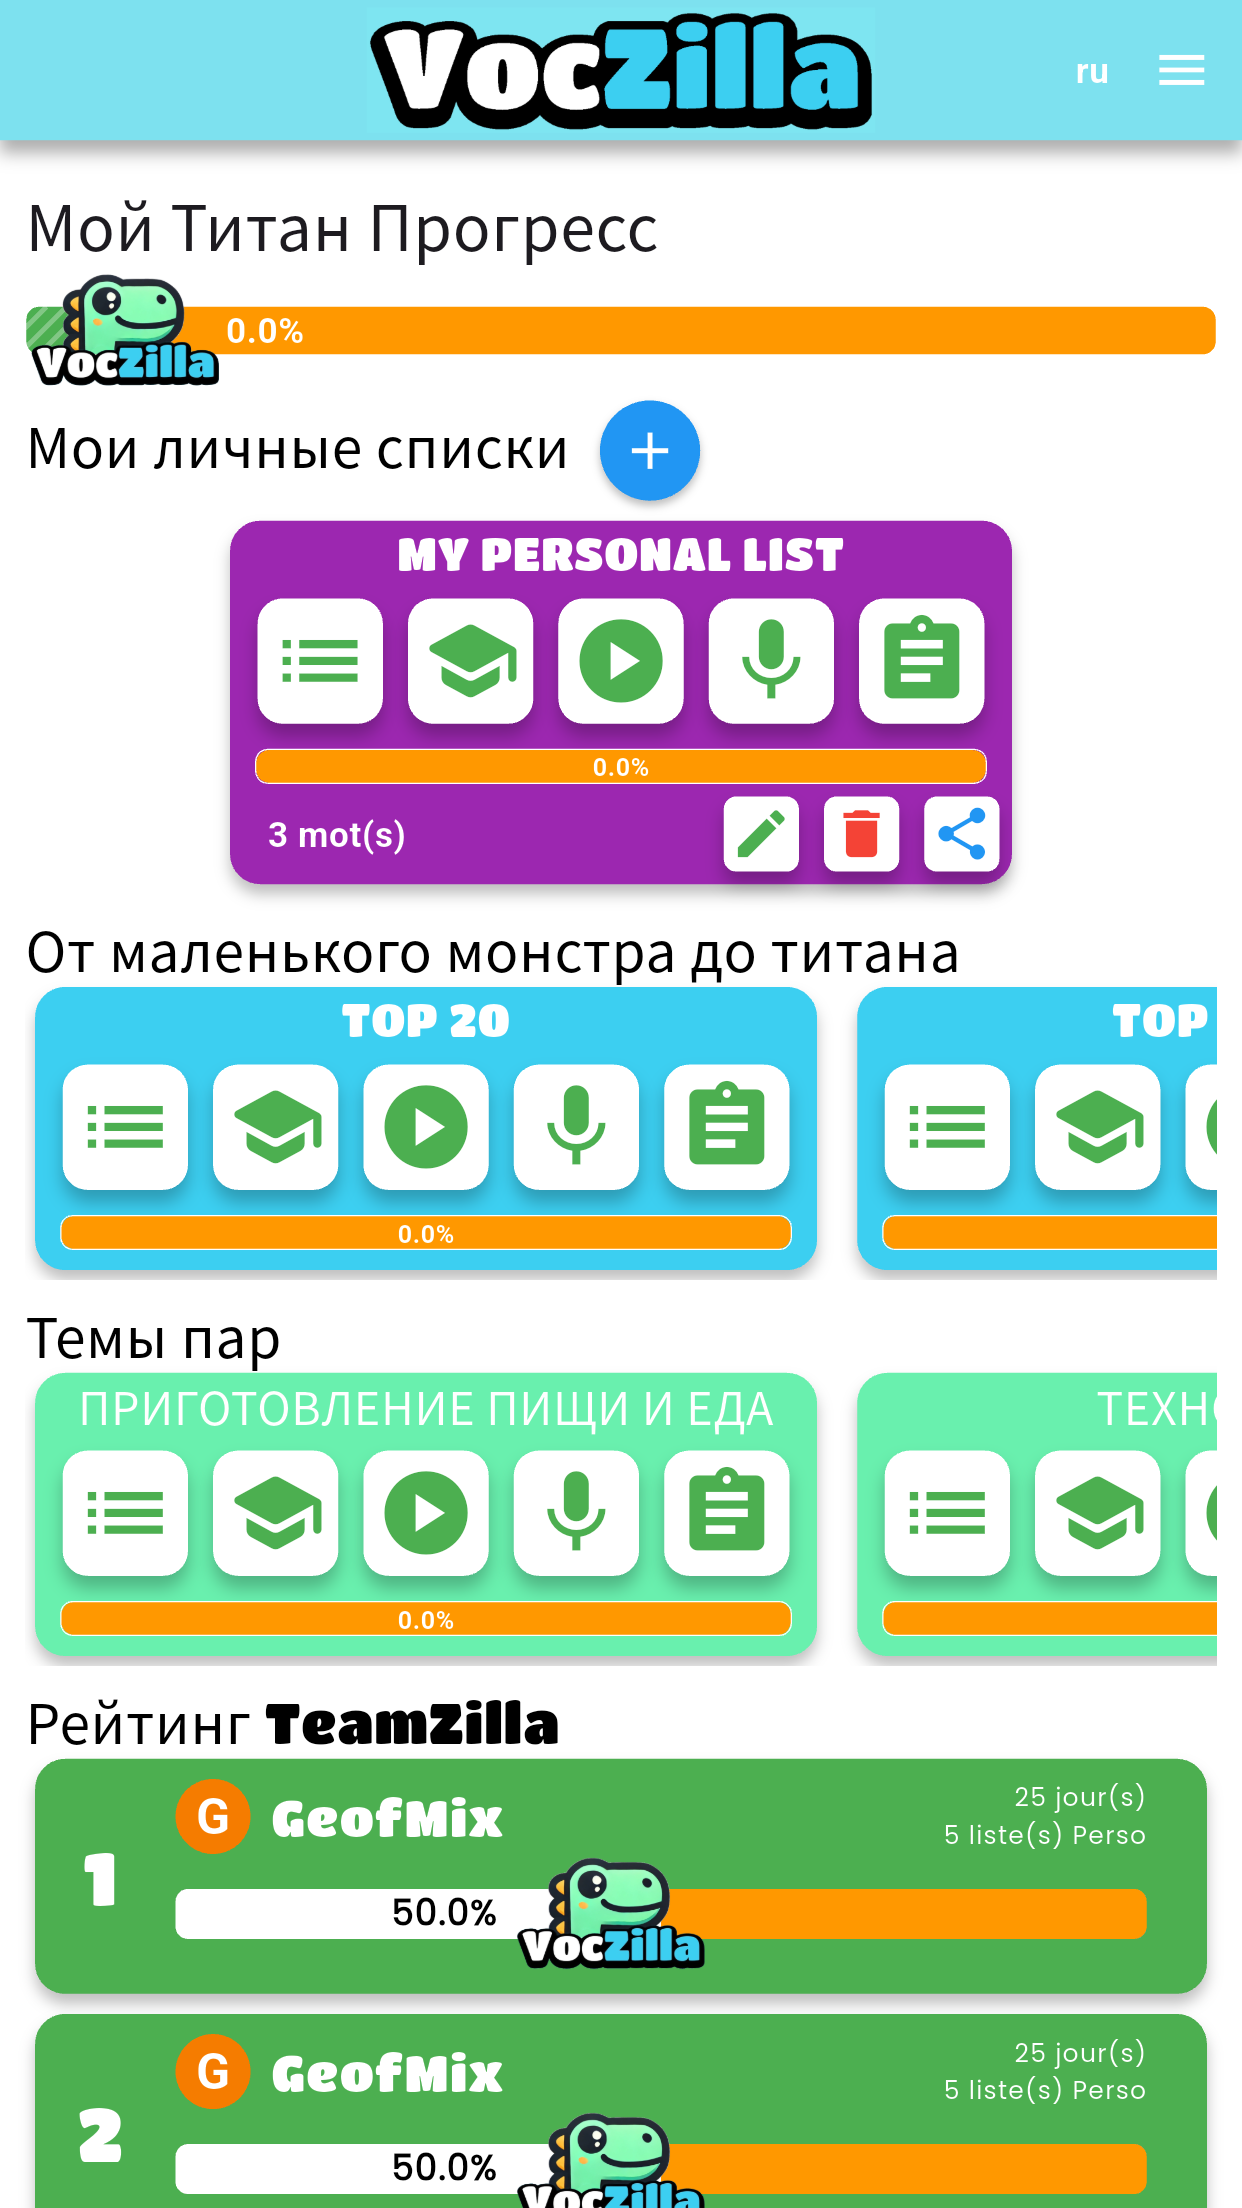 VocZilla
ru
Мой Титан Прогресс
VocZilla
0.0%
Мои личные списки
MY PERSONAL LIST
0.0%
3 mot(s)
От маленького монстра до титана
TOP 20
TOP
0.0%
Темы пар
ПРИГОТОВЛЕНИЕ ПИЩИ И ЕДА
0.0%
Рейтинг TeamZilla
1
G
GeofMix
25 jour(s)
5 liste(s) Perso
50.0%
VocZilla
2
G
GeofMix
25 jour(s)
5 liste(s) Perso
50.0%
VocZilla